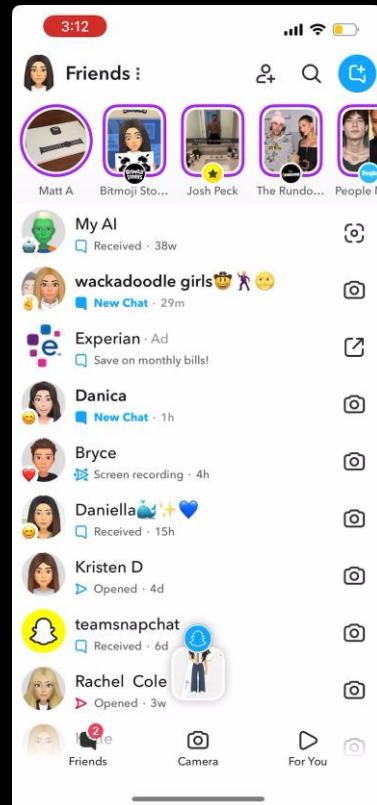 3:12
Friends
Matt A
Bitmoji Sto...
Josh Peck
The Rundo...
People
My AI
Received · 38w
wackadoodle girls🤠🕺🌝
New Chat · 29m
Experian · Ad
Save on monthly bills!
Danica
New Chat · 1h
Bryce
Screen recording · 4h
Daniella🐳✨💙
Received · 15h
Kristen D
Opened · 4d
teamsnapchat
Received · 6d
Rachel Cole
Opened · 3w
2
Friends
Camera
For You